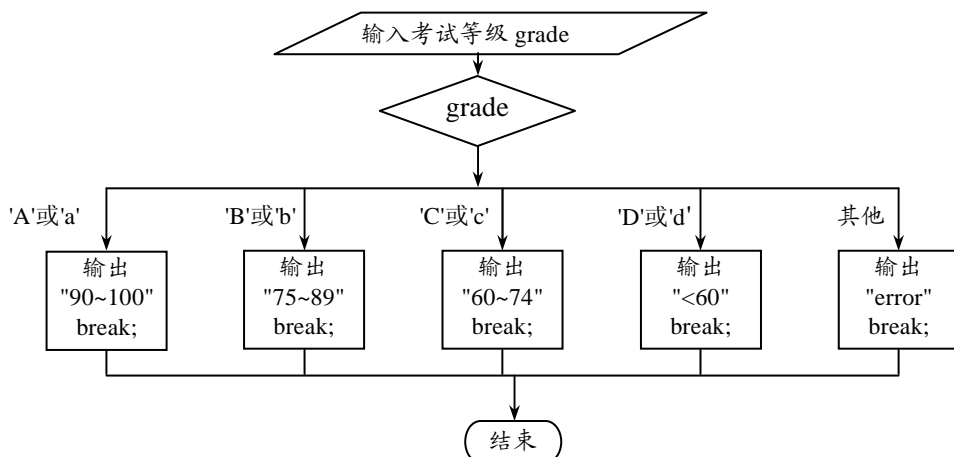 输入考试等级 grade
grade
'A'或'a'
'B'或'b'
'C'或'c'
'D'或'd'
其他
输出
"90~100"
break;
输出
"75~89"
break;
输出
"60~74"
break;
输出
"<60"
break;
输出
"error"
break;
结束